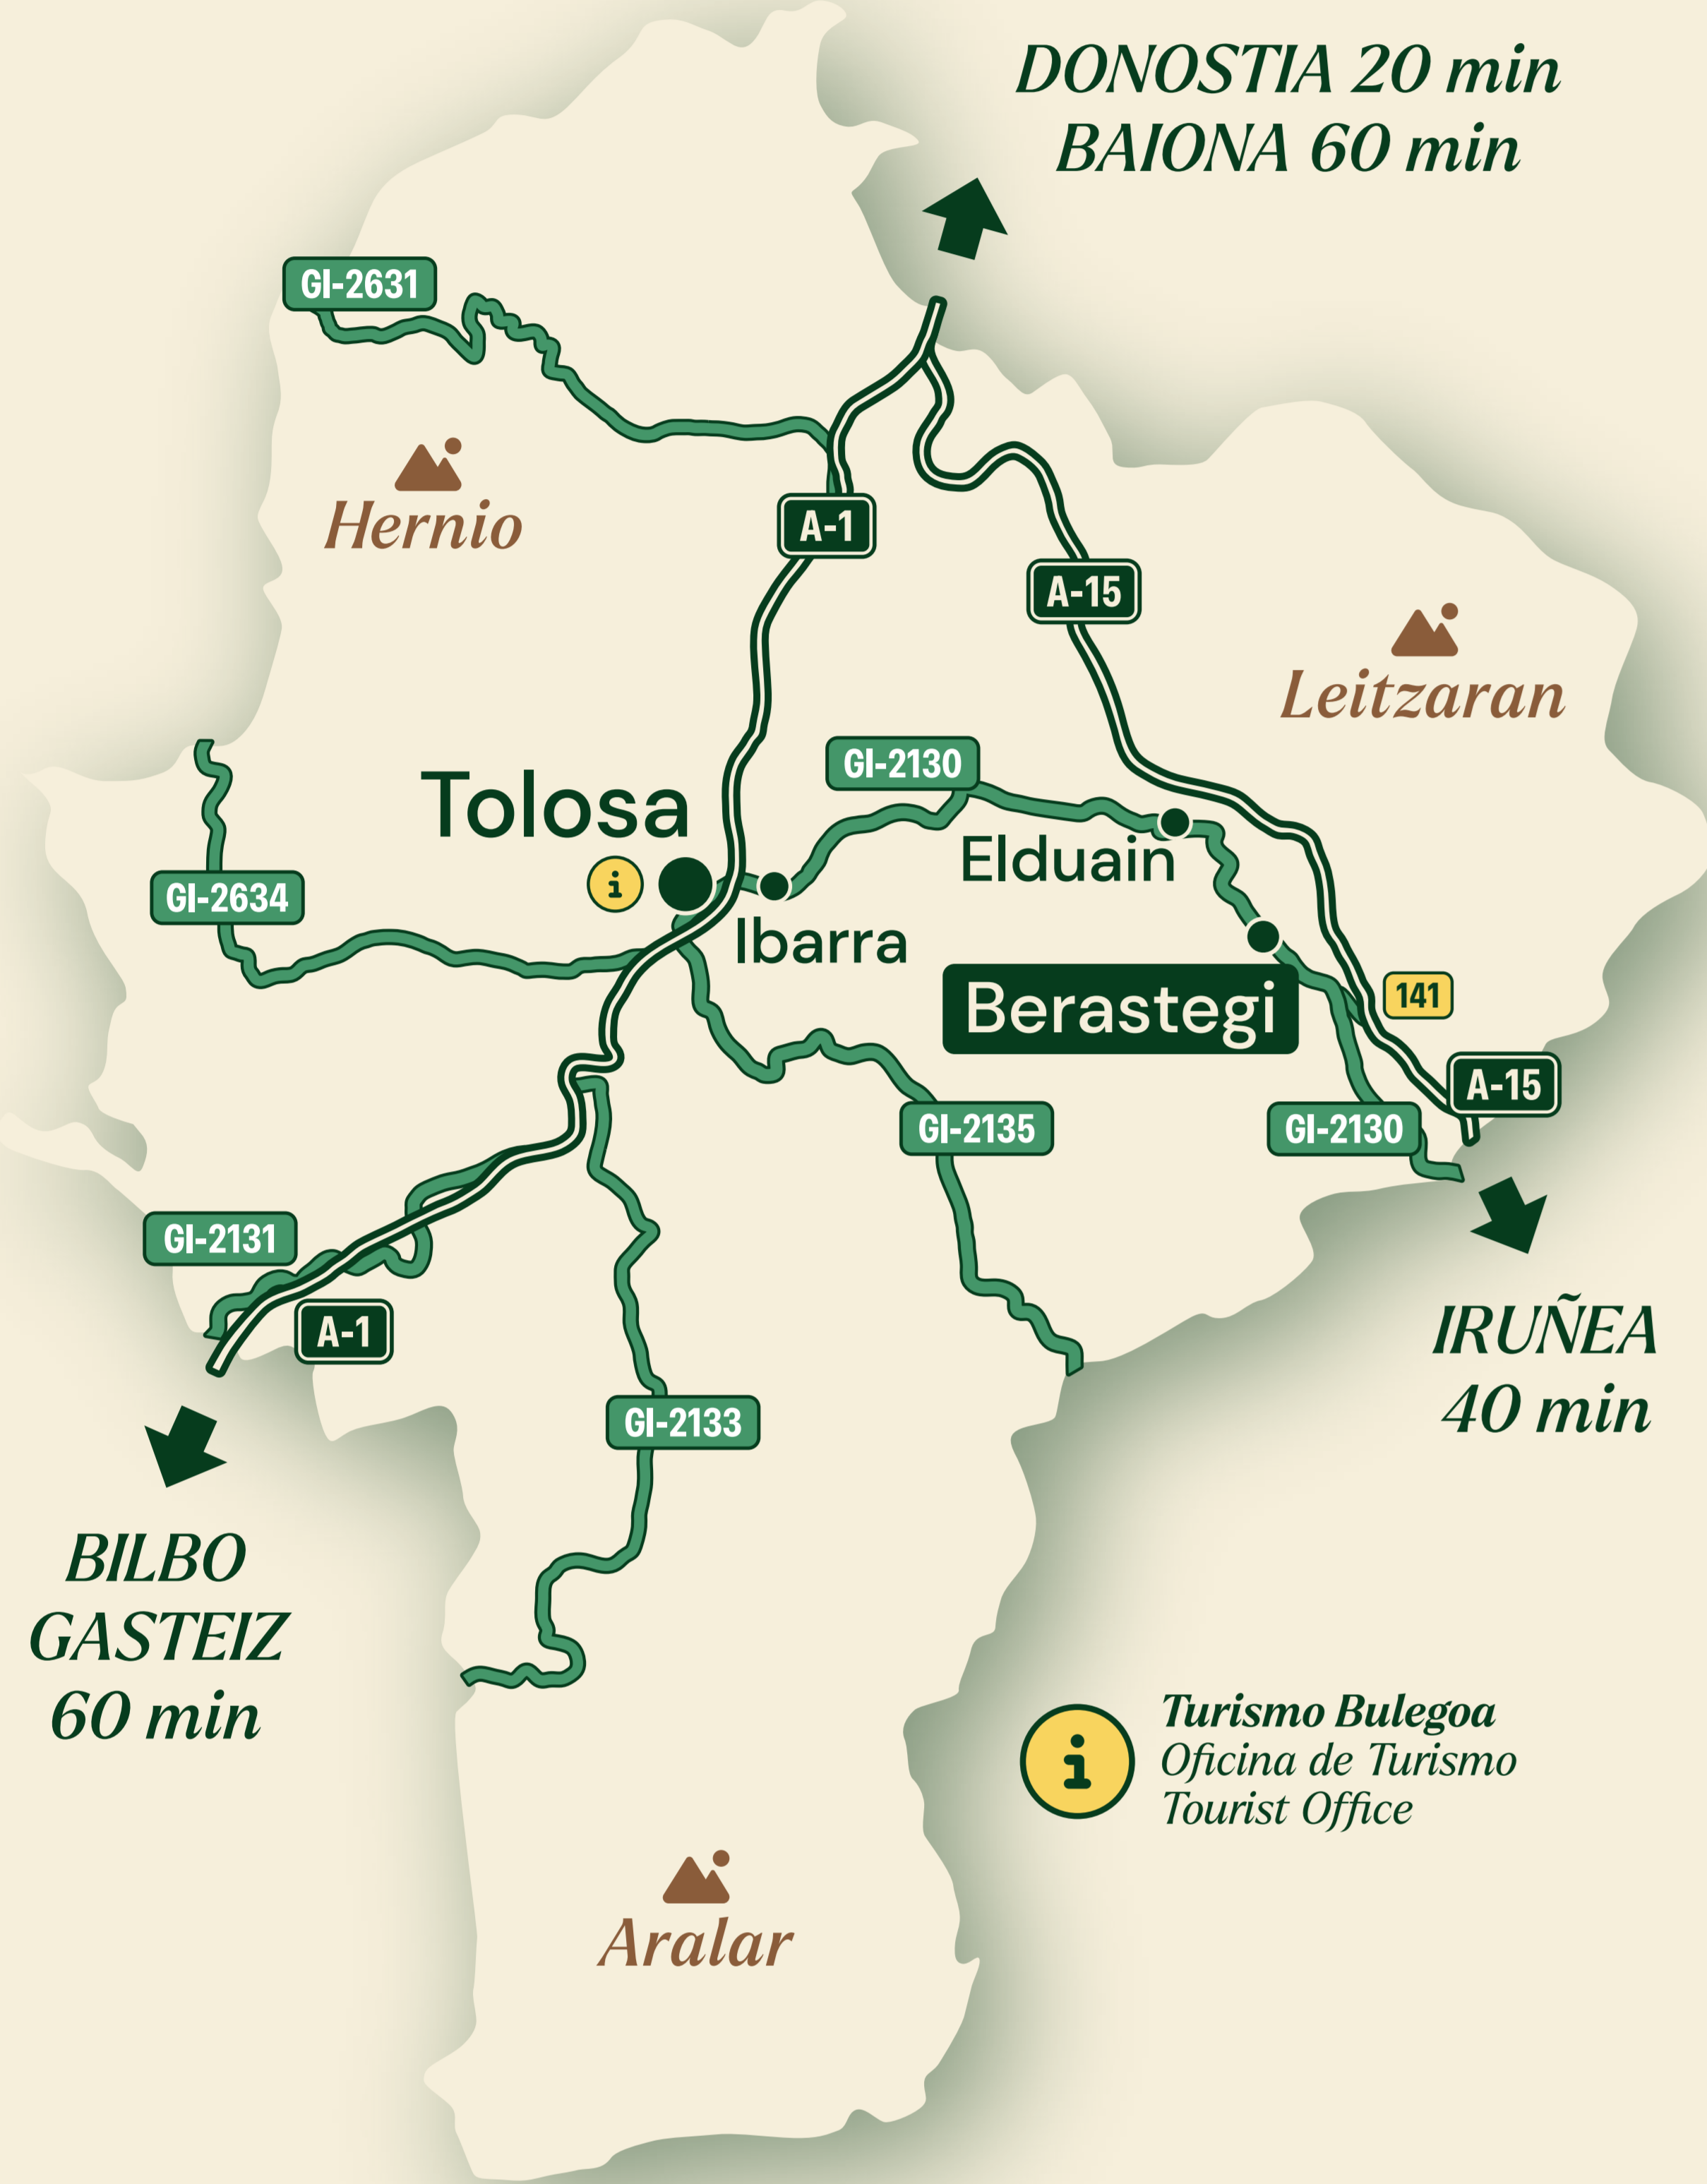 DONOSTIA 20 min
BAIONA 60 min
GI-2631
Hernio
A-1
A-15
Leitzaran
GI-2130
Tolosa
Elduain
i
GI-2634
Ibarra
Berastegi
141
A-15
GI-2135
GI-2130
GI-2131
A-1
IRUÑEA
40 min
GI-2133
BILBO
GASTEIZ
60 min
i
Turismo Bulegoa
Oficina de Turismo
Tourist Office
Aralar